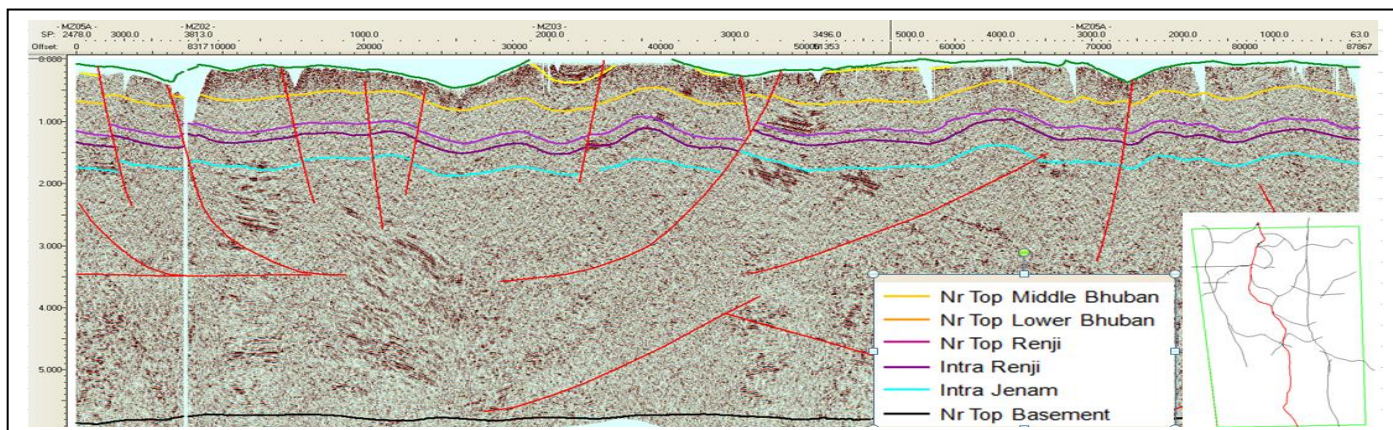 - MZ05A - - MZ02 - - MZ03 - - MZ05A -
SP: 2478.0 3000.0 3813.0 1000.0 2000.0 3000.0 3496.0 5000.0 4000.0 3000.0 2000.0 1000.0 63.0
Offset: 0 8317 10000 20000 30000 40000 50000 51353 60000 70000 80000 87867
0.000
1.000
2.000
3.000
4.000
5.000
Nr Top Middle Bhuban
Nr Top Lower Bhuban
Nr Top Renji
Intra Renji
Intra Jenam
Nr Top Basement